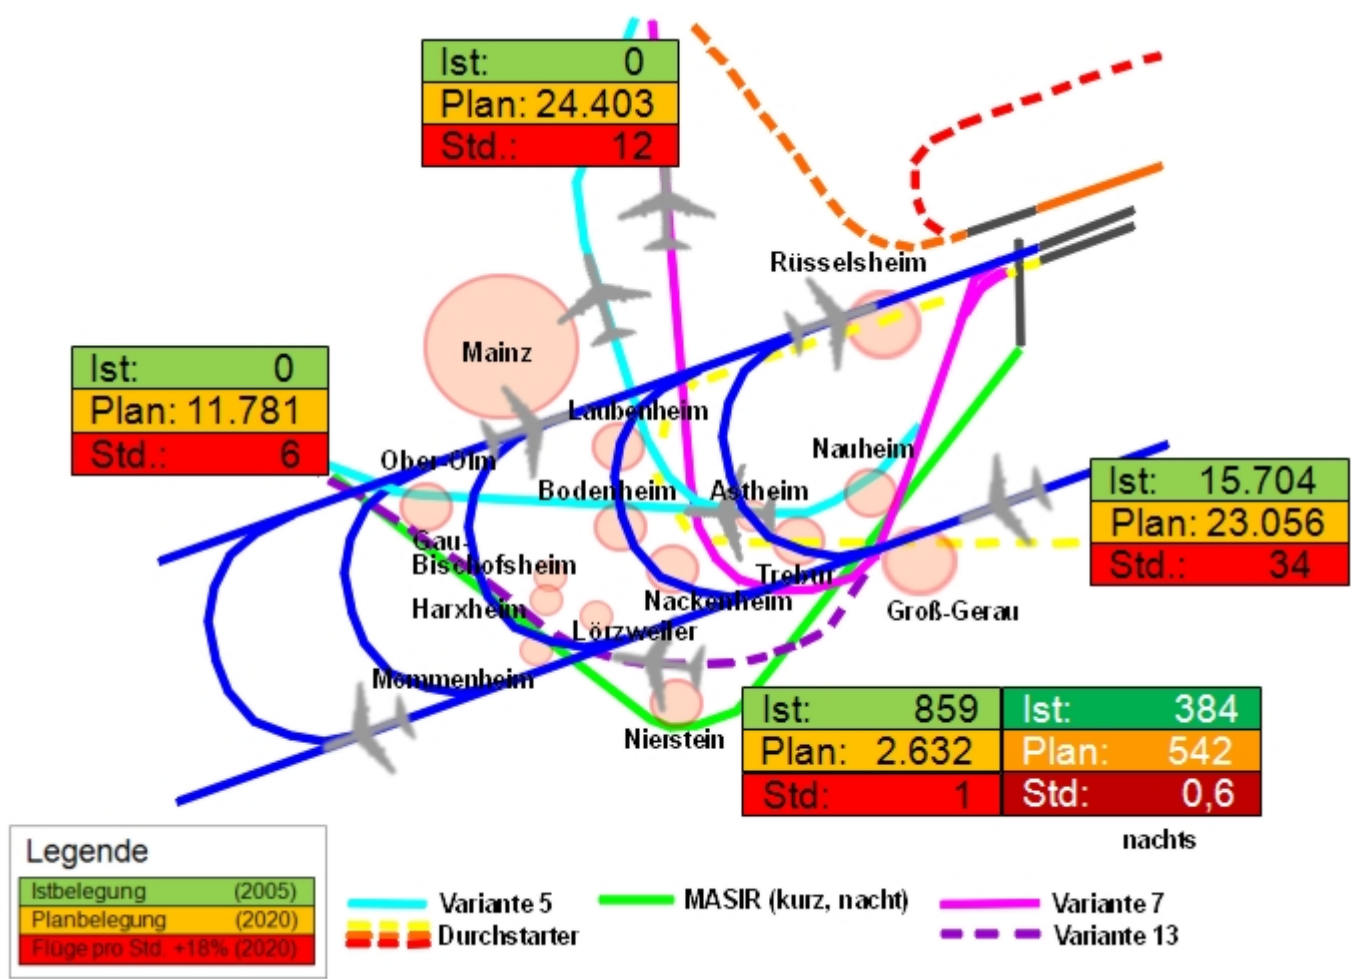 Ist: 0
Plan: 24.403
Std.: 12
Rüsselsheim
Mainz
Ist: 0
Plan: 11.781
Std.: 6
Laubenheim
Ober-Olm
Nauheim
Bodenheim
Astheim
Ist: 15.704
Plan: 23.056
Std.: 34
Gau-
Bischofsheim
Trebur
Harxheim
Nackenheim
Groß-Gerau
Lörzweiler
Mommenheim
Nierstein
Ist: 859 Ist: 384
Plan: 2.632 Plan: 542
Std: 1 Std: 0,6
nachts
Legende
Istbelegung (2005)
Planbelegung (2020)
Flüge pro Std. +18% (2020)
Variante 5
Durchstarter
MASIR (kurz, nacht)
Variante 7
Variante 13